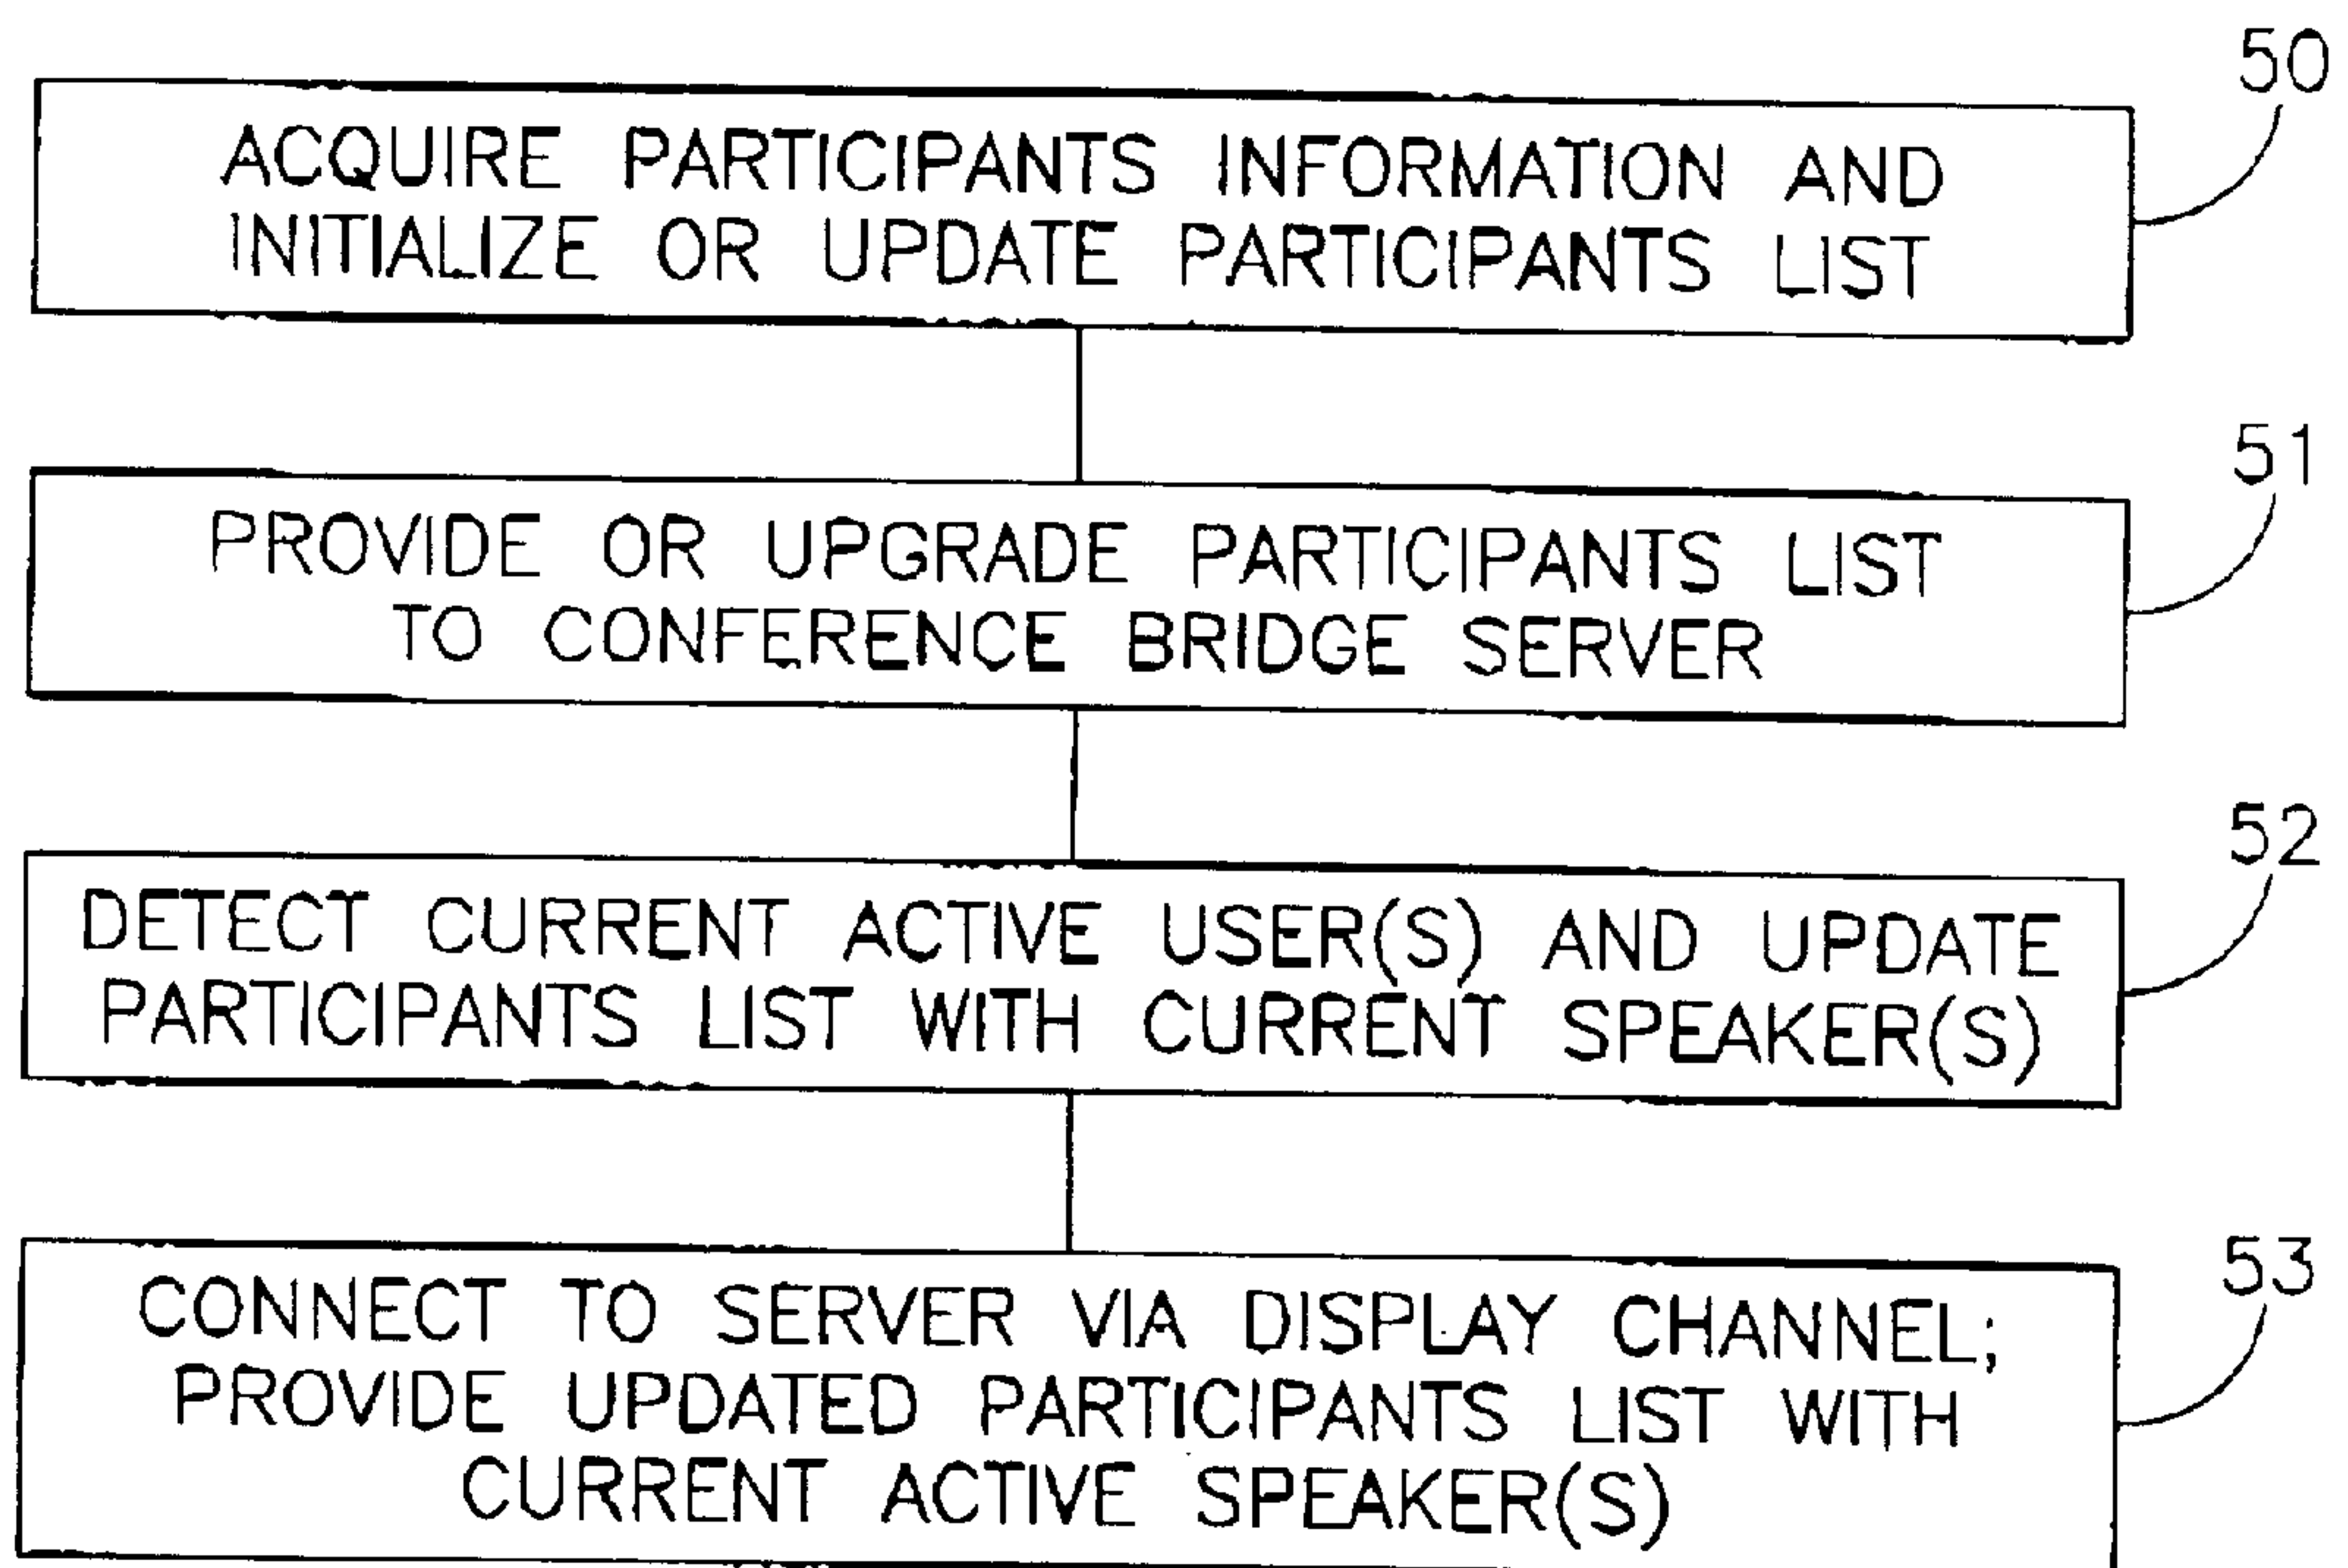 50
ACQUIRE PARTICIPANTS INFORMATION AND
INITIALIZE OR UPDATE PARTICIPANTS LIST
51
PROVIDE OR UPGRADE PARTICIPANTS LIST
TO CONFERENCE BRIDGE SERVER
52
DETECT CURRENT ACTIVE USER(S) AND UPDATE
PARTICIPANTS LIST WITH CURRENT SPEAKER(S)
53
CONNECT TO SERVER VIA DISPLAY CHANNEL;
PROVIDE UPDATED PARTICIPANTS LIST WITH
CURRENT ACTIVE SPEAKER(S)